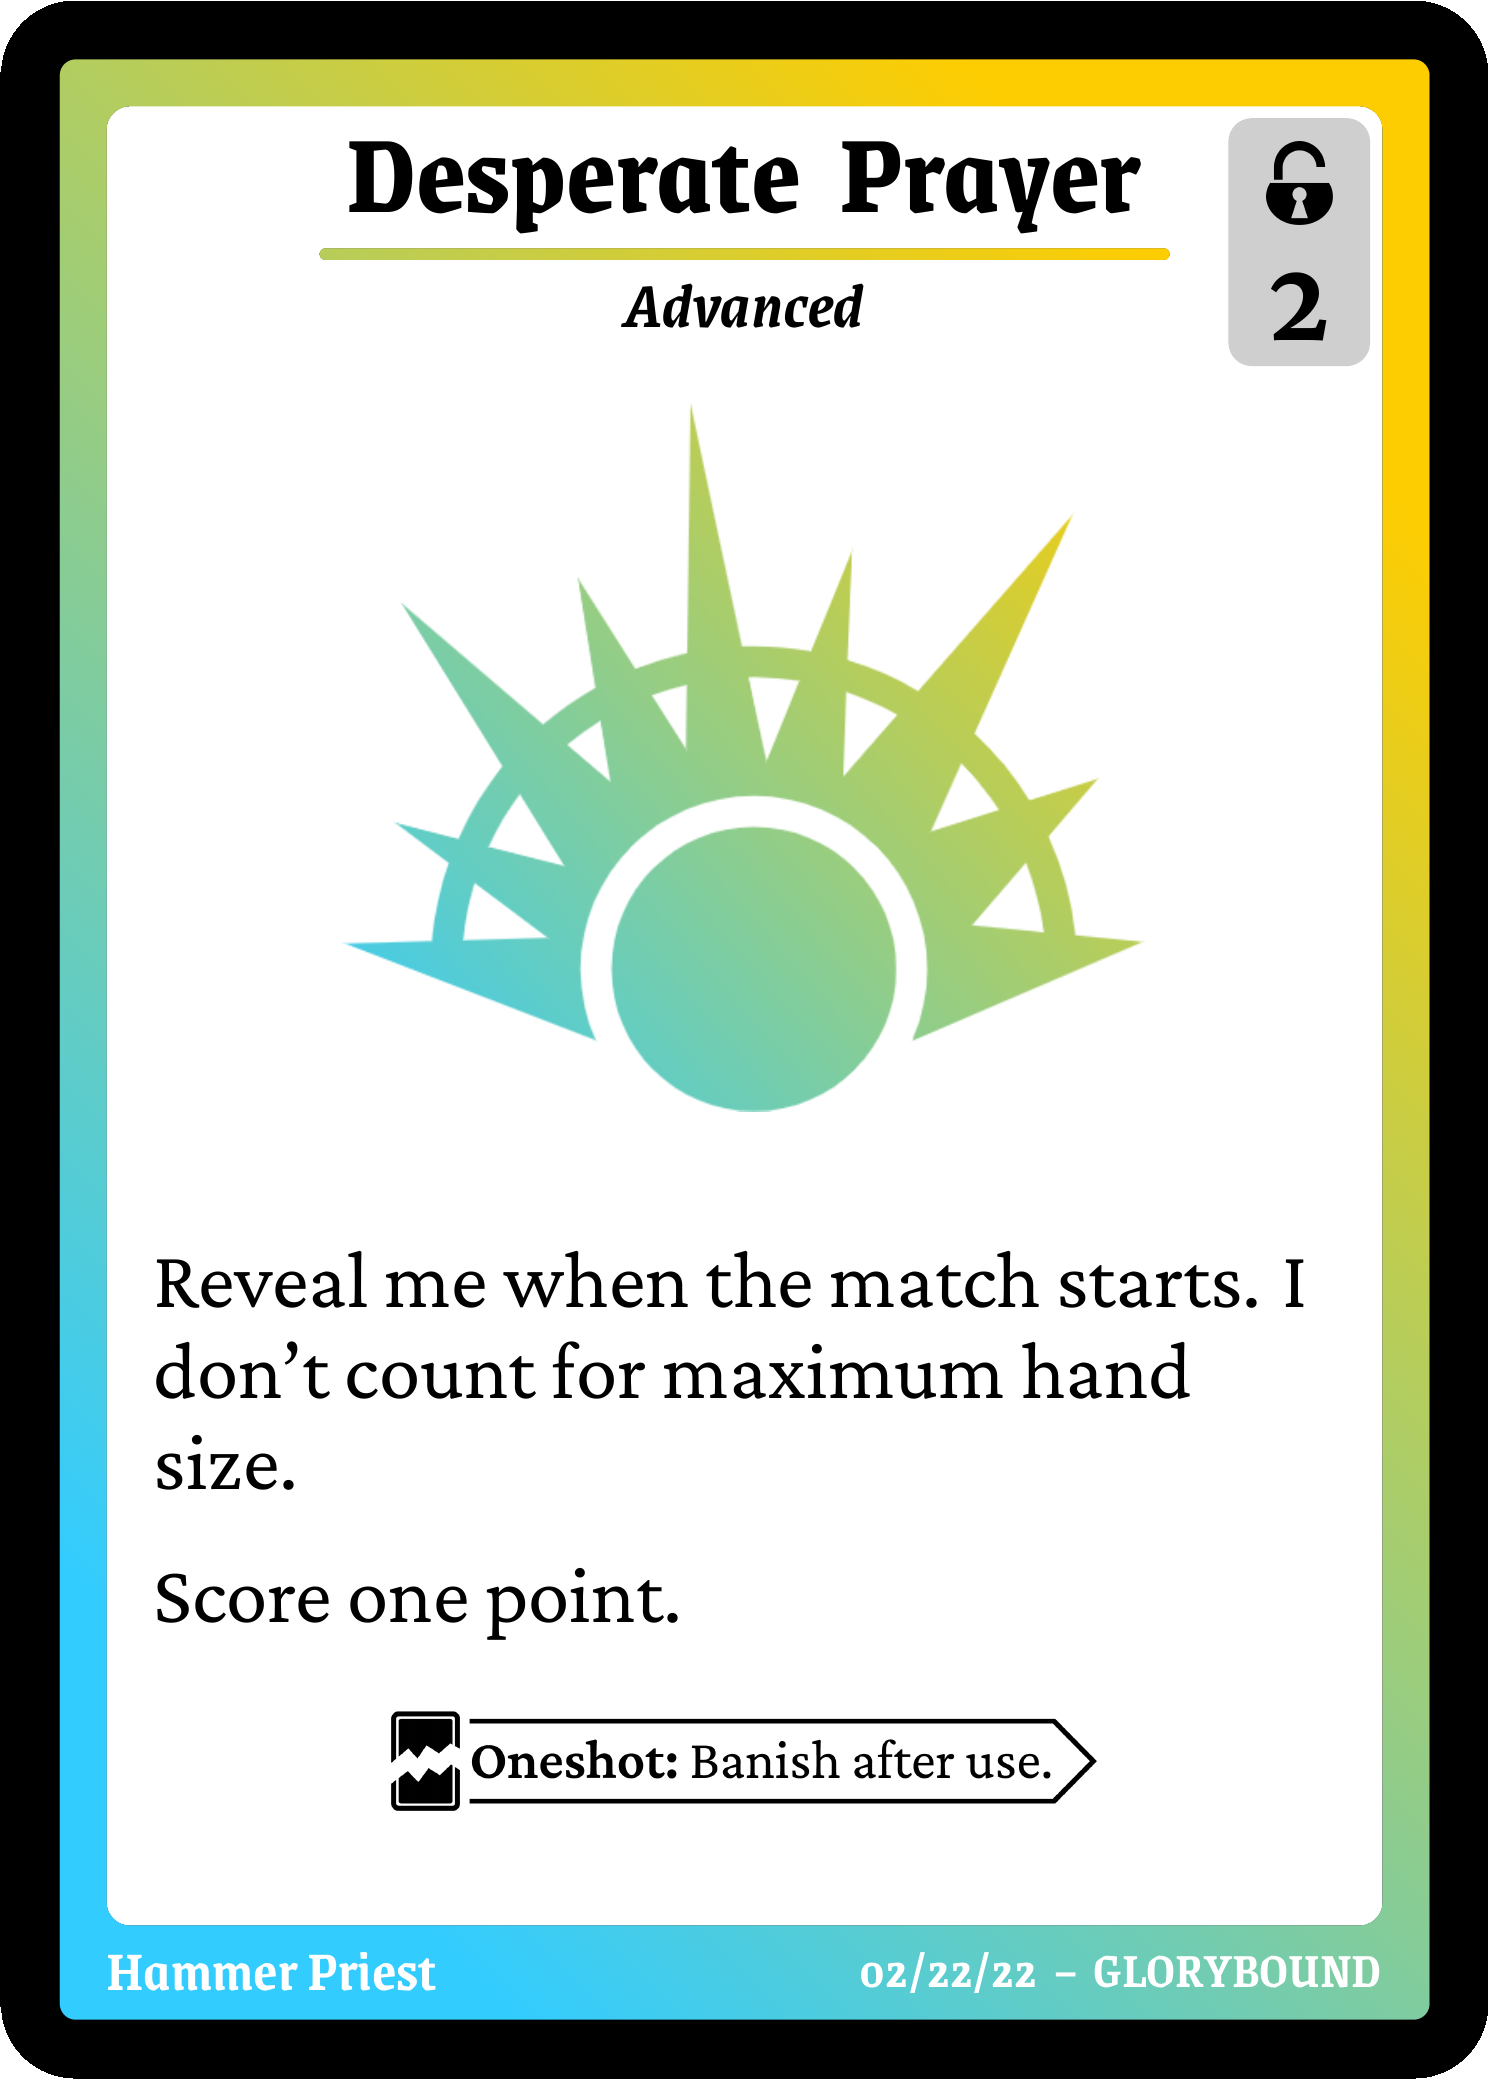 Desperate Prayer
2
Advanced
Reveal me when the match starts. I
don’t count for maximum hand
size.
Score one point.
Oneshot: Banish after use.
Hammer Priest
02/22/22 – GLORYBOUND